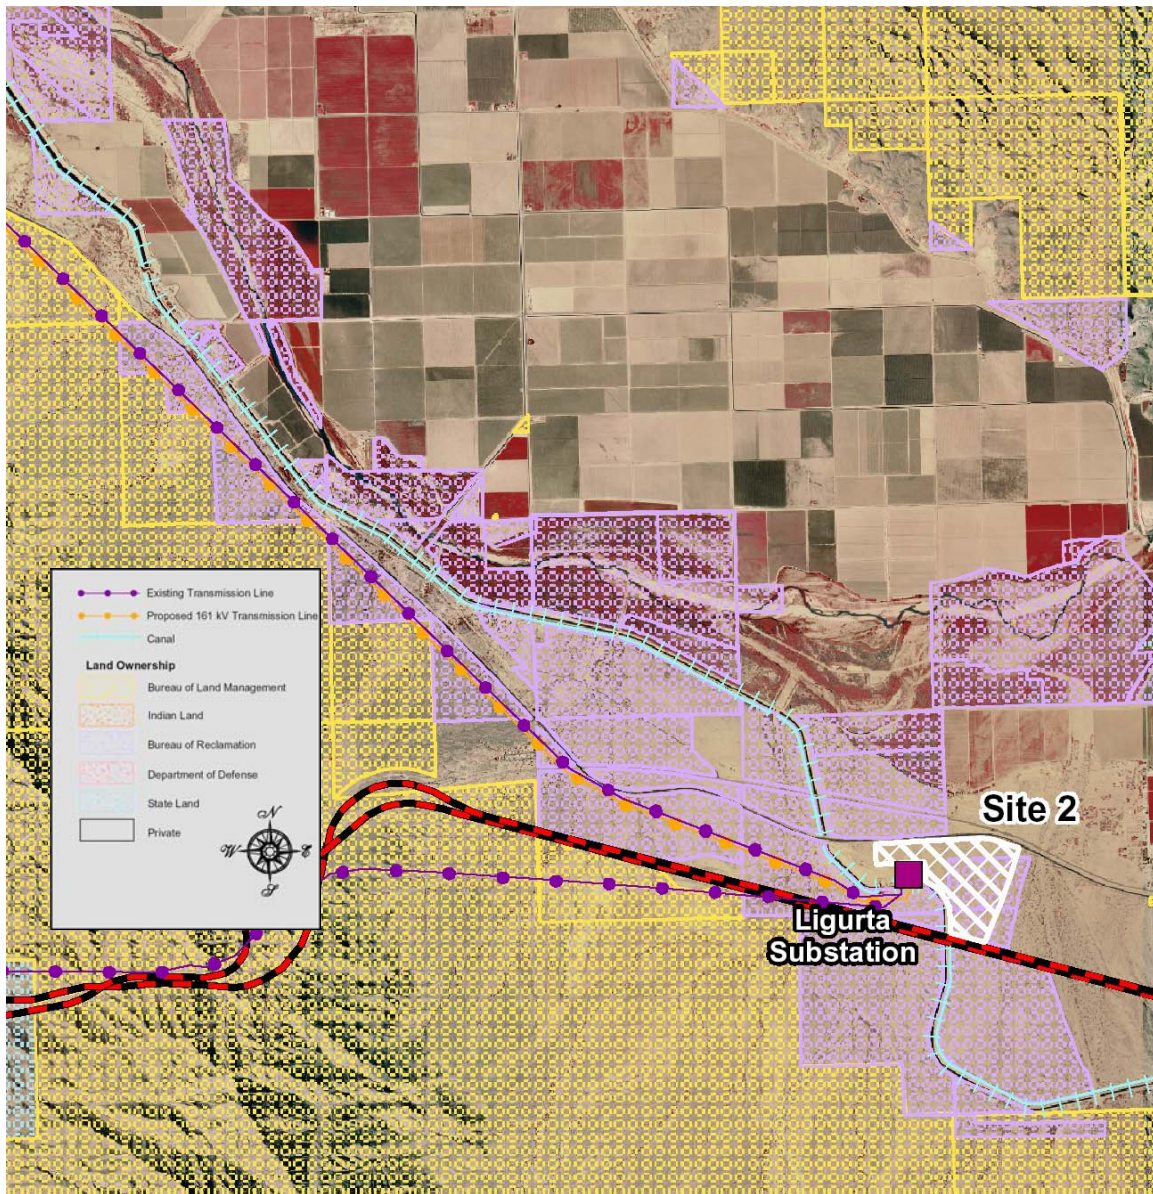 Existing Transmission Line
Proposed 161 kV Transmission Line
Canal
Land Ownership
Bureau of Land Management
Indian Land
Bureau of Reclamation
Department of Defense
State Land
Private
N
W E
S
Site 2
Ligurta
Substation